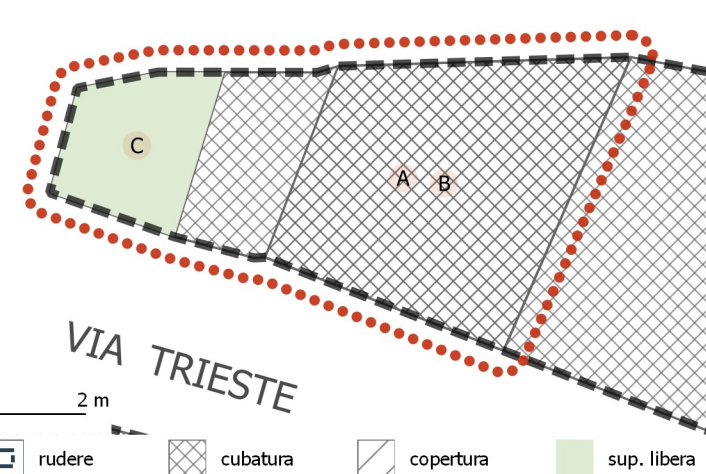 C
A B
VIA TRIESTE
2 m
rudere cubatura copertura sup. libera